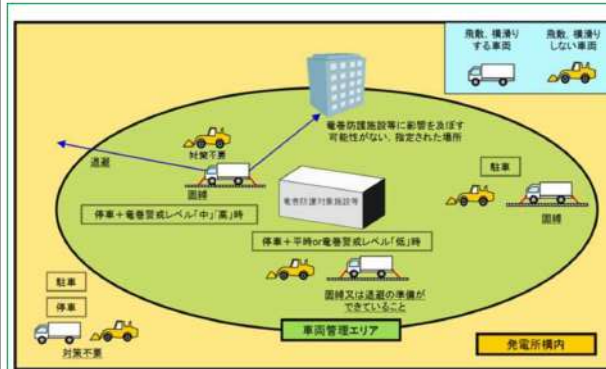 飛散、横滑り
する車両
飛散、横滑り
しない車両
竜巻防護施設等に影響を及ぼす
可能性がない、指定された場所
退避
対策不要
固縛
停車＋竜巻警戒レベル「中」「高」時
竜巻防護対象施設等
駐車
固縛
停車＋平時or竜巻警戒レベル「低」時
固縛又は退避の準備が
できていること
駐車
停車
対策不要
車両管理エリア
発電所構内